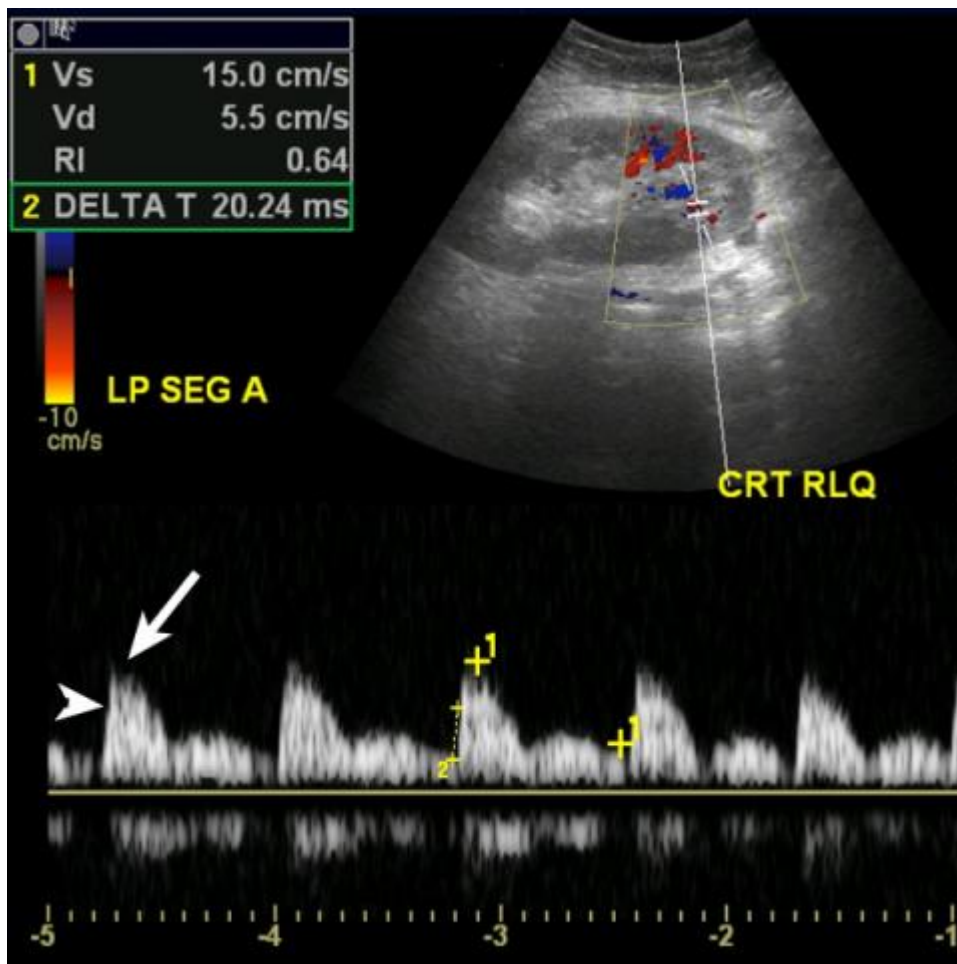 1 Vs 15.0 cm/s
Vd 5.5 cm/s
RI 0.64
2 DELTA T 20.24 ms
-10
cm/s
LP SEG A
CRT RLQ
1
1
2
-5 -4 -3 -2 -1